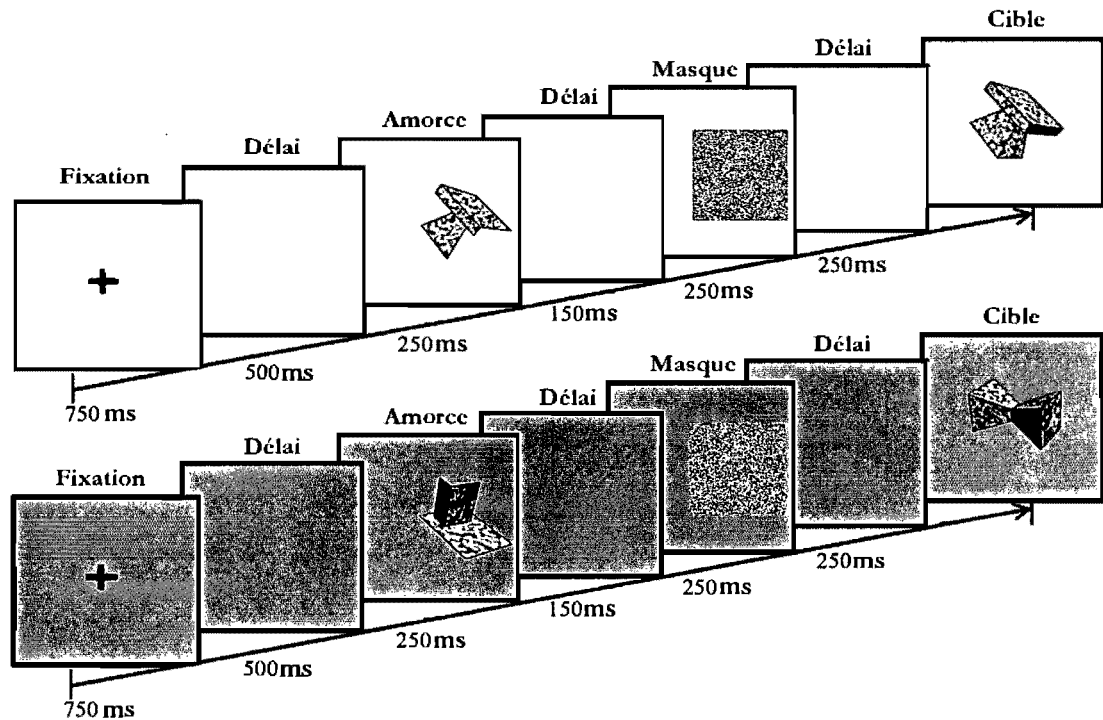 Cible
Délai
Masque
Délai
Amorce
Délai
Fixation
250ms
250ms
150ms
250ms
500ms
750 ms
Cible
Délai
Masque
Délai
Amorce
Délai
Fixation
250ms
250ms
150ms
250ms
500ms
750 ms